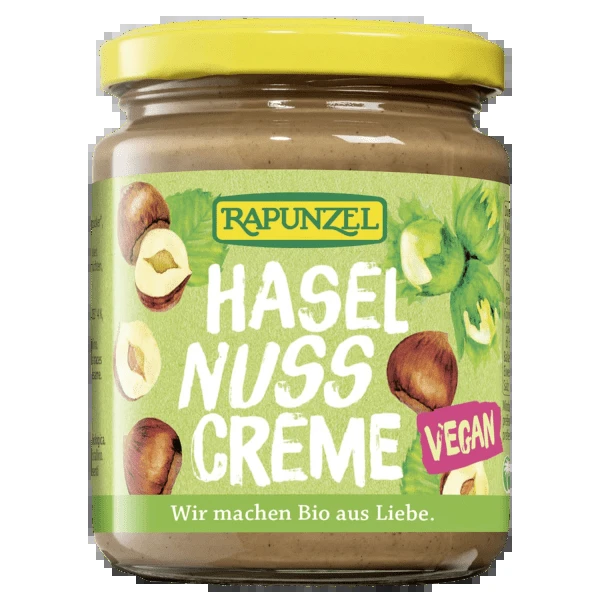 RAPUNZEL
HASEL
NUSS
CREME
VEGAN
Wir machen Bio aus Liebe.